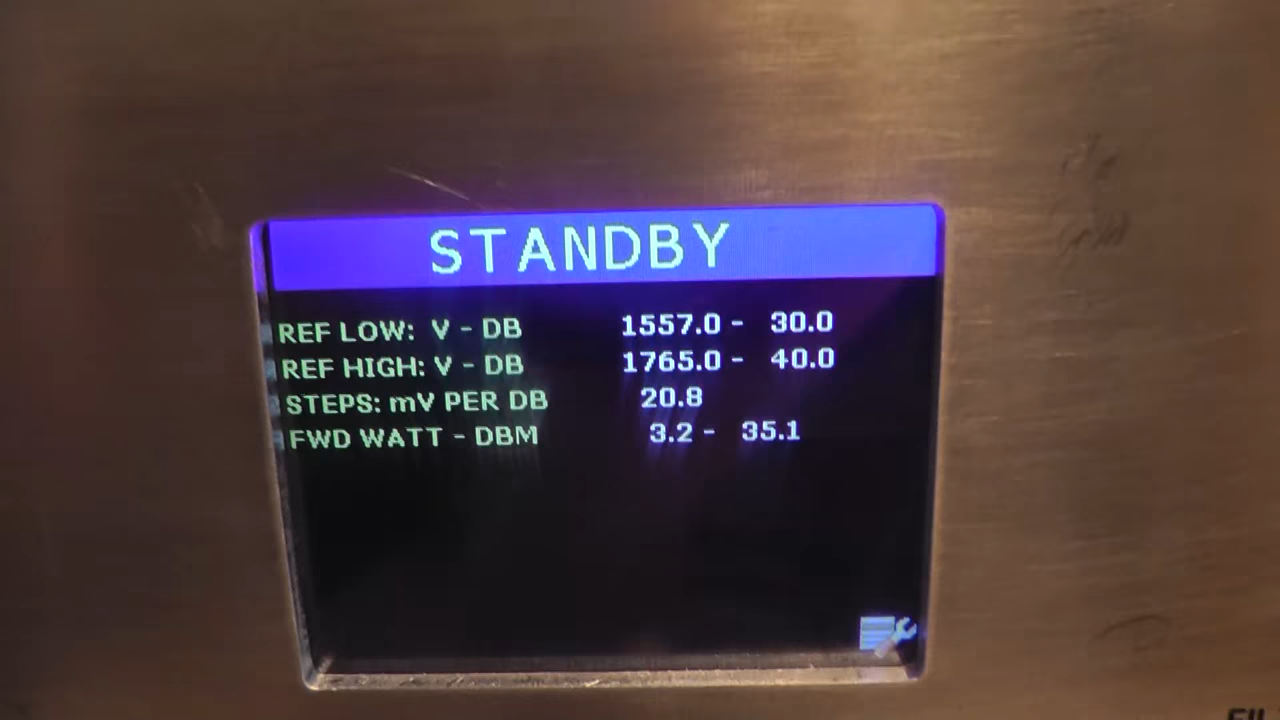 STANDBY
REF LOW: V - DB 1557.0 - 30.0
REF HIGH: V - DB 1765.0 - 40.0
STEPS: mV PER DB 20.8
FWD WATT - DBM 3.2 - 35.1